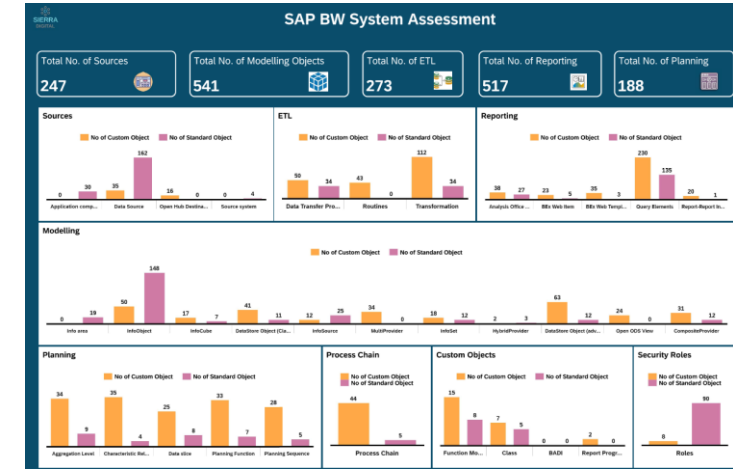 SIERRA
DIGITAL
SAP BW System Assessment
Total No. of Sources
247
Total No. of Modelling Objects
541
Total No. of ETL
273
Total No. of Reporting
517
Total No. of Planning
188
Sources
No of Custom Object No of Standard Object
0 30 35 162 16 0 0 4
Application comp... Data Source Open Hub Destina... Source system
ETL
No of Custom Object No of Standard Object
50 34 43 0 112 34
Data Transfer Pro... Routines Transformation
Reporting
No of Custom Object No of Standard Object
38 27 23 5 35 3 230 135 20 1
Analysis Office ... BEx Web Item BEx Web Templ... Query Elements Report-Report In...
Modelling
No of Custom Object No of Standard Object
0 19 50 148 17 7 41 11 12 25 34 0 18 12 2 3 63 12 24 0 31 12
Info area InfoObject InfoCube DataStore Object (Cla... InfoSource MultiProvider InfoSet HybridProvider DataStore Object (adv... Open ODS View CompositeProvider
Planning
No of Custom Object No of Standard Object
34 9 35 4 25 8 33 7 28 5
Aggregation Level Characteristic Rel... Data slice Planning Function Planning Sequence
Process Chain
No of Custom Object
No of Standard Object
44 5
Process Chain
Custom Objects
No of Custom Object No of Standard Object
15 8 7 5 0 0 2 0
Function Mo... Class BADI Report Progr...
Security Roles
No of Custom Object
No of Standard Object
8 90
Roles